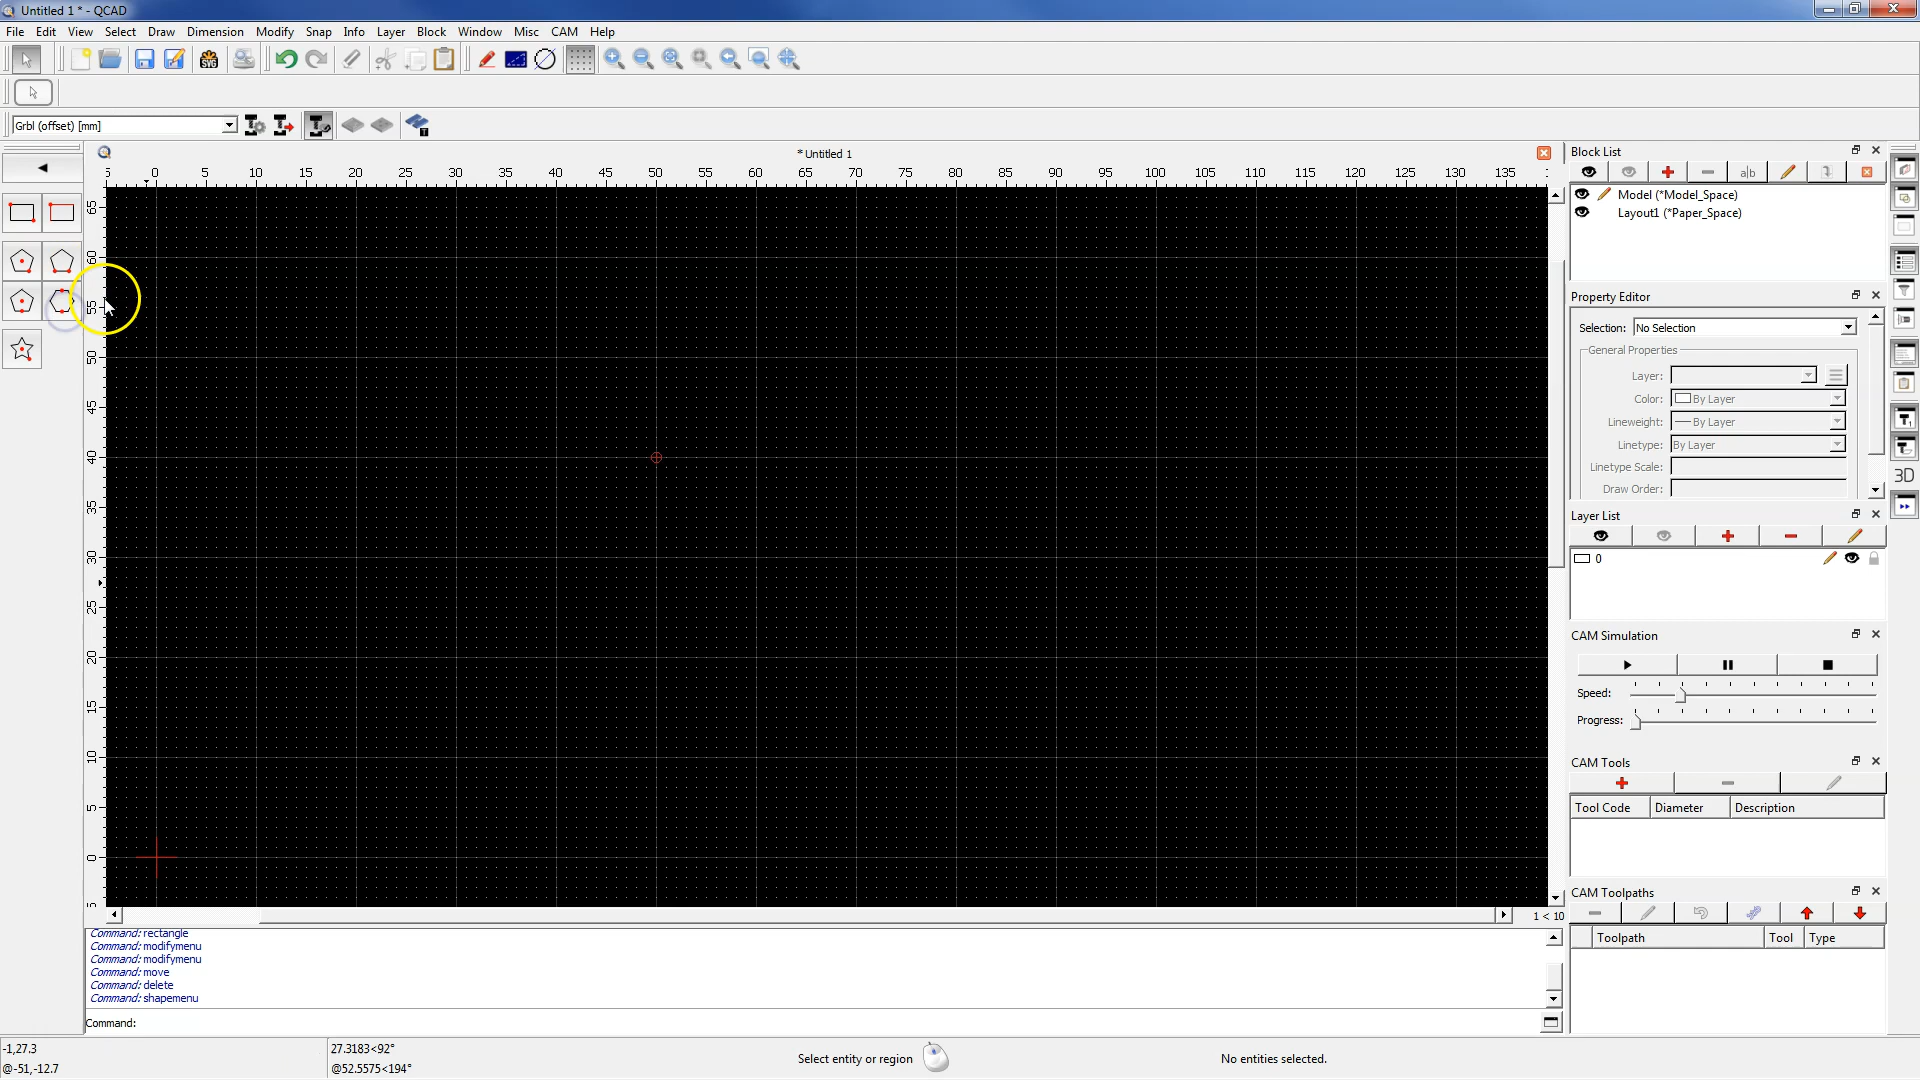 Untitled 1 * - QCAD
File Edit View Select Draw Dimension Modify Snap Info Layer Block Window Misc CAM Help
SVG
Grbl (offset) [mm]
* Untitled 1
5 0 5 10 15 20 25 30 35 40 45 50 55 60 65 70 75 80 85 90 95 100 105 110 115 120 125 130 135
65
60
55
50
45
40
35
30
25
20
15
10
5
0
5
1 < 10
Command: rectangle
Command: modifymenu
Command: modifymenu
Command: move
Command: delete
Command: shapemenu
Command:
Block List
a|b
Model (*Model_Space)
Layout1 (*Paper_Space)
Property Editor
Selection: No Selection
General Properties
Layer:
Color: By Layer
Lineweight: By Layer
Linetype: By Layer
Linetype Scale:
Draw Order:
3D
Layer List
0
CAM Simulation
Speed:
Progress:
CAM Tools
Tool Code Diameter Description
CAM Toolpaths
Toolpath Tool Type
-1,27.3
@-51,-12.7
27.3183<92°
@52.5575<194°
Select entity or region
No entities selected.